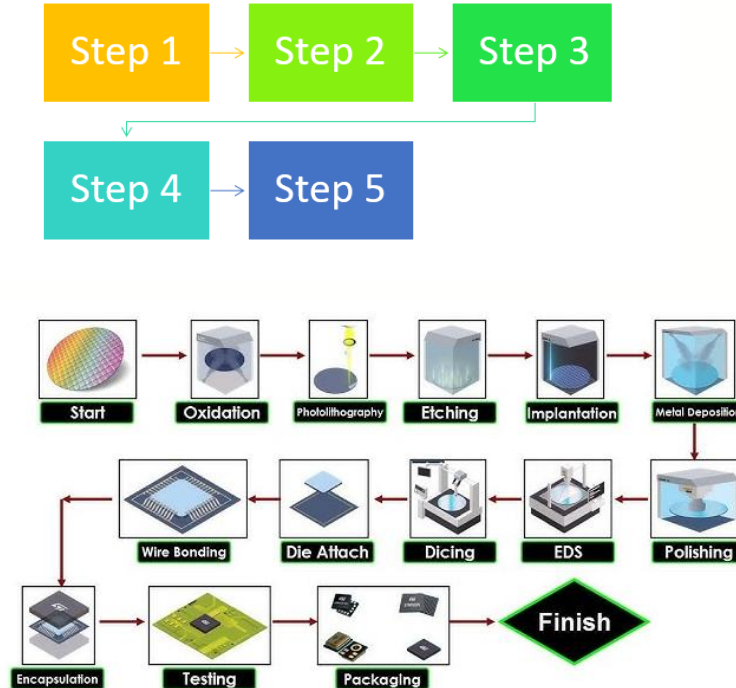 Step 1
Step 2
Step 3
Step 4
Step 5
Start
Oxidation
Photolithography
Etching
Implantation
Metal Deposition
Wire Bonding
Die Attach
Dicing
EDS
Polishing
Encapsulation
Testing
Packaging
Finish